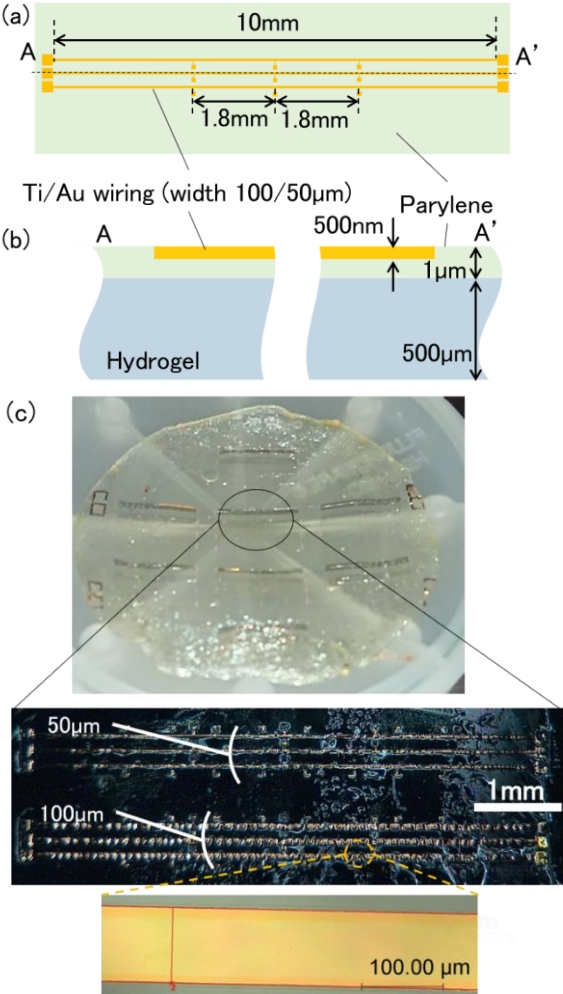 (a)
10mm
A
A'
1.8mm
1.8mm
Ti/Au wiring (width 100/50μm)
Parylene
(b)
A
500nm
A'
1μm
Hydrogel
500μm
(c)
50μm
1mm
100μm
100.00 μm